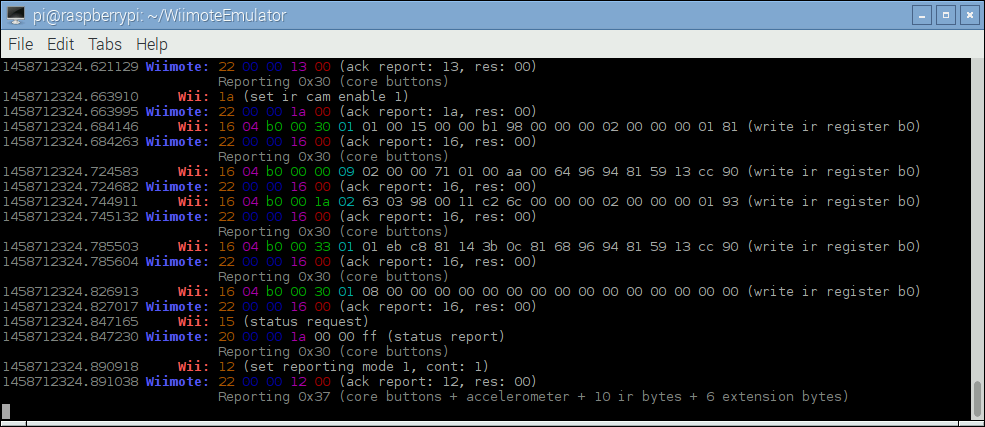 pi@raspberrypi: ~/WiimoteEmulator
File Edit Tabs Help
1458712324.621129 Wiimote: 22 00 00 13 00 (ack report: 13, res: 00)
Reporting 0x30 (core buttons)
1458712324.663910 Wii: 1a (set ir cam enable 1)
1458712324.663995 Wiimote: 22 00 00 1a 00 (ack report: 1a, res: 00)
1458712324.684146 Wii: 16 04 b0 00 30 01 01 00 15 00 00 b1 98 00 00 00 02 00 00 00 01 81 (write ir register b0)
1458712324.684263 Wiimote: 22 00 00 16 00 (ack report: 16, res: 00)
Reporting 0x30 (core buttons)
1458712324.724583 Wii: 16 04 b0 00 00 09 02 00 00 71 01 00 aa 00 64 96 94 81 59 13 cc 90 (write ir register b0)
1458712324.724682 Wiimote: 22 00 00 16 00 (ack report: 16, res: 00)
1458712324.744911 Wii: 16 04 b0 00 1a 02 63 03 98 00 11 c2 6c 00 00 00 02 00 00 00 01 93 (write ir register b0)
1458712324.745132 Wiimote: 22 00 00 16 00 (ack report: 16, res: 00)
Reporting 0x30 (core buttons)
1458712324.785503 Wii: 16 04 b0 00 33 01 01 eb c8 81 14 3b 0c 81 68 96 94 81 59 13 cc 90 (write ir register b0)
1458712324.785604 Wiimote: 22 00 00 16 00 (ack report: 16, res: 00)
Reporting 0x30 (core buttons)
1458712324.826913 Wii: 16 04 b0 00 30 01 08 00 00 00 00 00 00 00 00 00 00 00 00 00 00 00 (write ir register b0)
1458712324.827017 Wiimote: 22 00 00 16 00 (ack report: 16, res: 00)
1458712324.847165 Wii: 15 (status request)
1458712324.847230 Wiimote: 20 00 00 1a 00 00 ff (status report)
Reporting 0x30 (core buttons)
1458712324.890918 Wii: 12 (set reporting mode 1, cont: 1)
1458712324.891038 Wiimote: 22 00 00 12 00 (ack report: 12, res: 00)
Reporting 0x37 (core buttons + accelerometer + 10 ir bytes + 6 extension bytes)